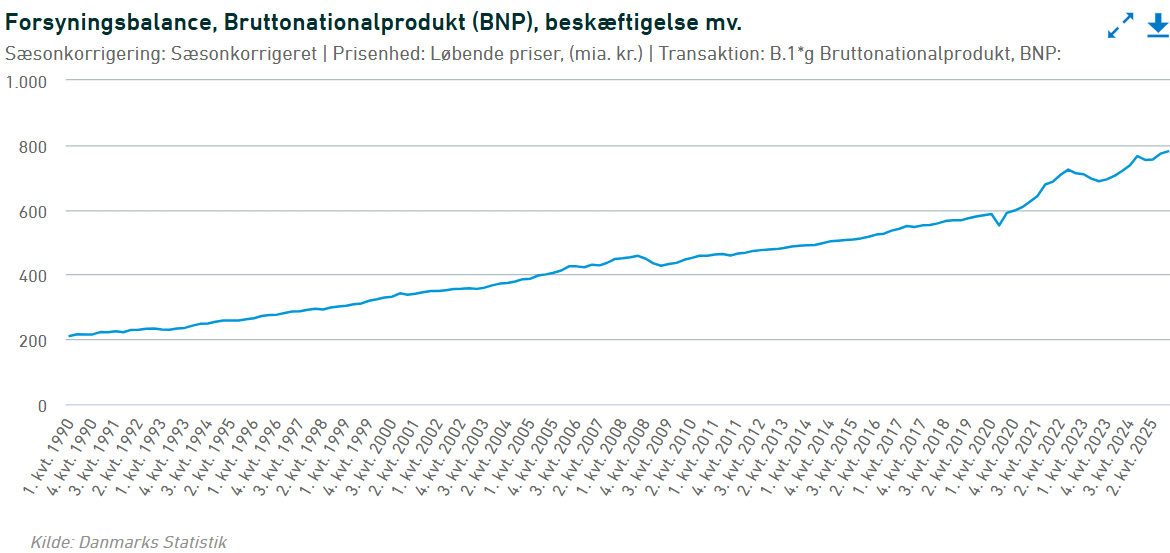 Forsyningsbalance, Bruttonationalprodukt (BNP), beskæftigelse mv.
Sæsonkorrigering: Sæsonkorrigeret | Prisenhed: Løbende priser, (mia. kr.) | Transaktion: B.1*g Bruttonationalprodukt, BNP:
1.000
800
600
400
200
0
1. kvt. 1990
4. kvt. 1990
3. kvt. 1991
2. kvt. 1992
1. kvt. 1993
4. kvt. 1993
3. kvt. 1994
2. kvt. 1995
1. kvt. 1996
4. kvt. 1996
3. kvt. 1997
2. kvt. 1998
1. kvt. 1999
4. kvt. 1999
3. kvt. 2000
2. kvt. 2001
1. kvt. 2002
4. kvt. 2002
3. kvt. 2003
2. kvt. 2004
1. kvt. 2005
4. kvt. 2005
3. kvt. 2006
2. kvt. 2007
1. kvt. 2008
4. kvt. 2008
3. kvt. 2009
2. kvt. 2010
1. kvt. 2011
4. kvt. 2011
3. kvt. 2012
2. kvt. 2013
1. kvt. 2014
4. kvt. 2014
3. kvt. 2015
2. kvt. 2016
1. kvt. 2017
4. kvt. 2017
3. kvt. 2018
2. kvt. 2019
1. kvt. 2020
4. kvt. 2020
3. kvt. 2021
2. kvt. 2022
1. kvt. 2023
4. kvt. 2023
3. kvt. 2024
2. kvt. 2025
Kilde: Danmarks Statistik